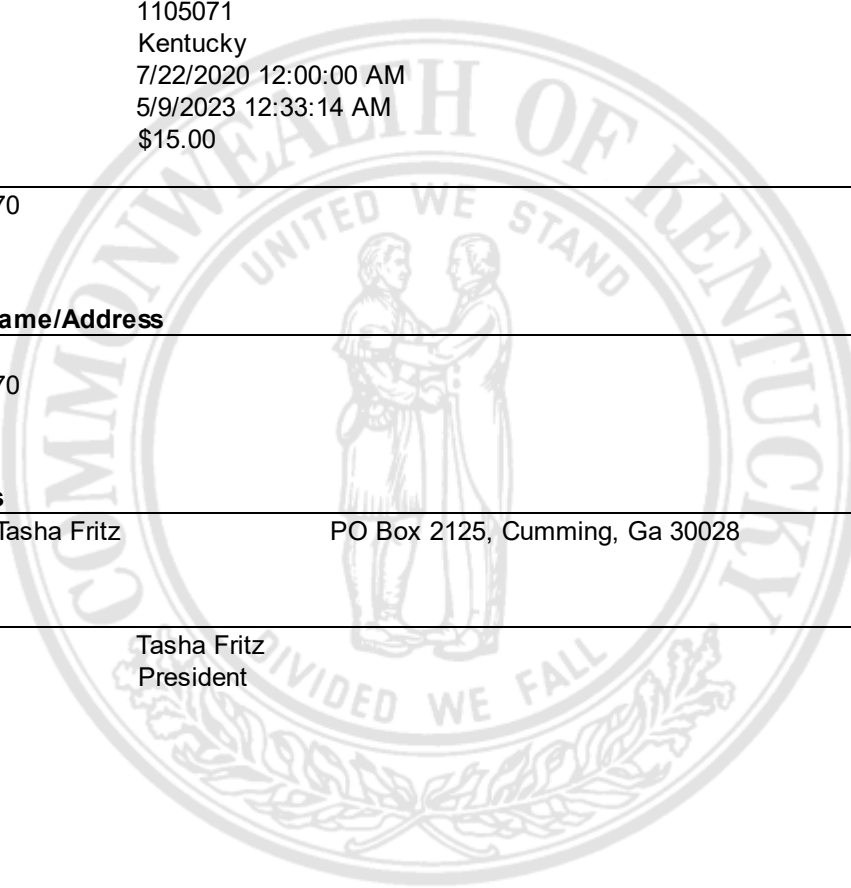 1105071
Kentucky
7/22/2020 12:00:00 AM
5/9/2023 12:33:14 AM
$15.00
70
ame/Address
70
s
Tasha Fritz PO Box 2125, Cumming, Ga 30028
Tasha Fritz
President
COMMONWEALTH OF KENTUCKY
UNITED WE STAND
DIVIDED WE FALL